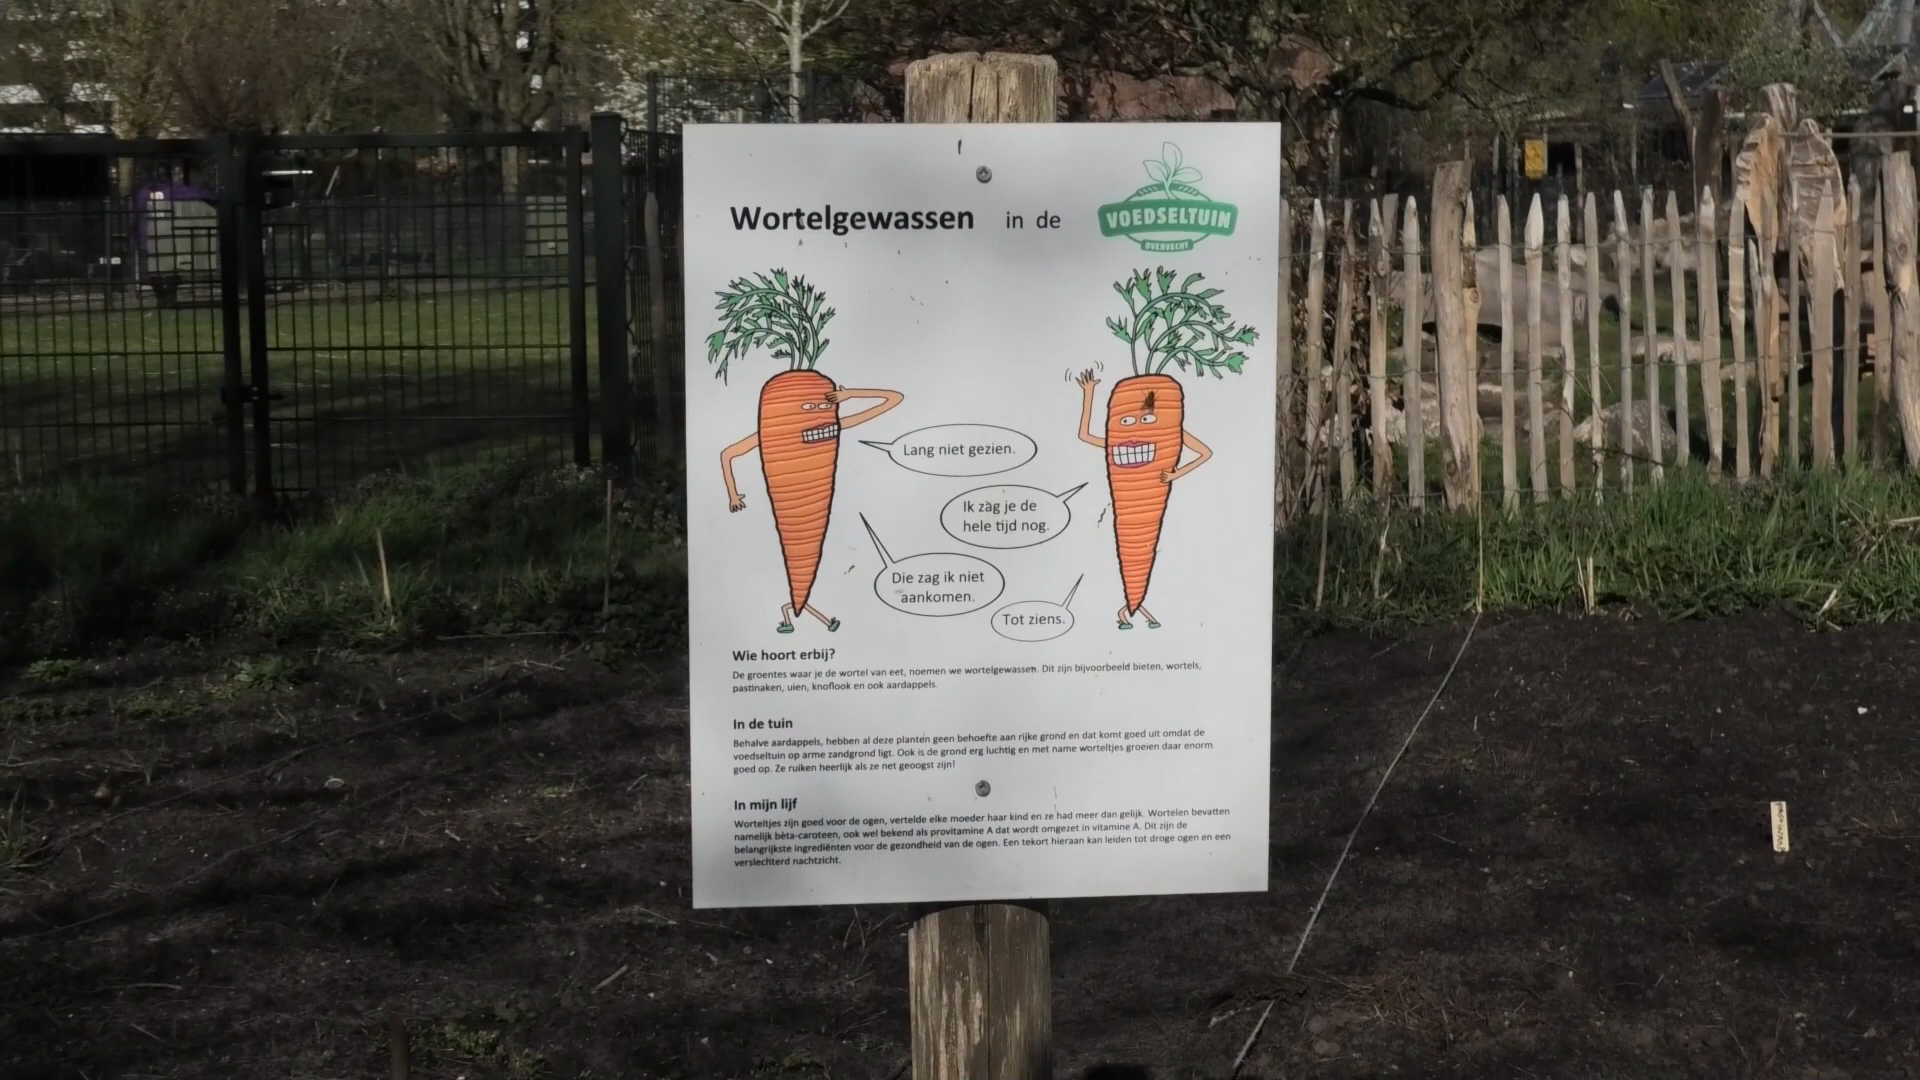 Wortelgewassen in de
VOEDSELTUIN
OVERVECHT
Lang niet gezien.
Ik zag je de
hele tijd nog.
Die zag ik niet
aankomen.
Tot ziens.
Wie hoort erbij?
De groentes waar je de wortel van eet, noemen we wortelgewassen. Dit zijn bijvoorbeeld bieten, wortels,
pastinaken, uien, knoflook en ook aardappels.
In de tuin
Behalve aardappels, hebben al deze planten geen behoefte aan rijke grond en dat komt goed uit omdat de
voedseltuin op arme zandgrond ligt. Ook is de grond erg luchtig en met name worteltjes groeien daar enorm
goed op. Ze ruiken heerlijk als ze net geoogst zijn!
In mijn lijf
Worteltjes zijn goed voor de ogen, vertelde elke moeder haar kind en ze had meer dan gelijk. Wortelen bevatten
namelijk bèta-caroteen, ook wel bekend als provitamine A dat wordt omgezet in vitamine A. Dit zijn de
belangrijkste ingrediënten voor de gezondheid van de ogen. Een tekort hieraan kan leiden tot droge ogen en een
verslechterd nachtzicht.